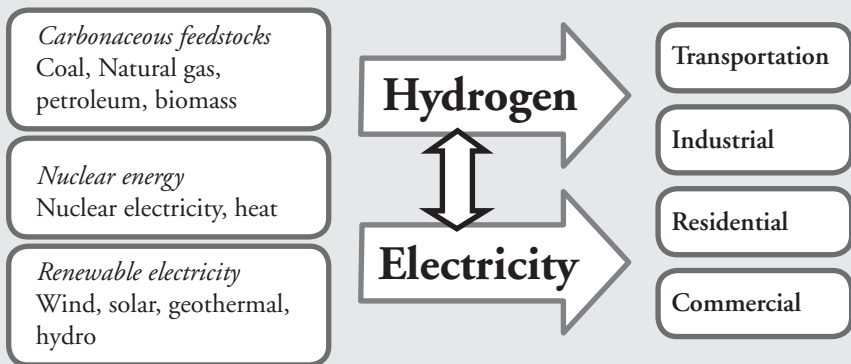 Carbonaceous feedstocks
Coal, Natural gas,
petroleum, biomass
Nuclear energy
Nuclear electricity, heat
Renewable electricity
Wind, solar, geothermal,
hydro
Hydrogen
Electricity
Transportation
Industrial
Residential
Commercial